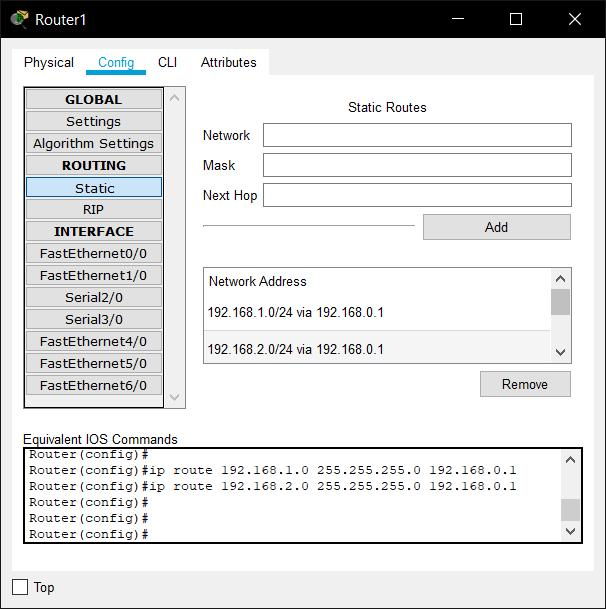 Router1
Physical Config CLI Attributes
GLOBAL
Settings
Algorithm Settings
ROUTING
Static
RIP
INTERFACE
FastEthernet0/0
FastEthernet1/0
Serial2/0
Serial3/0
FastEthernet4/0
FastEthernet5/0
FastEthernet6/0
Static Routes
Network
Mask
Next Hop
Add
Network Address
192.168.1.0/24 via 192.168.0.1
192.168.2.0/24 via 192.168.0.1
Remove
Equivalent IOS Commands
Router(config)#
Router(config)#ip route 192.168.1.0 255.255.255.0 192.168.0.1
Router(config)#ip route 192.168.2.0 255.255.255.0 192.168.0.1
Router(config)#
Router(config)#
Router(config)#
Top